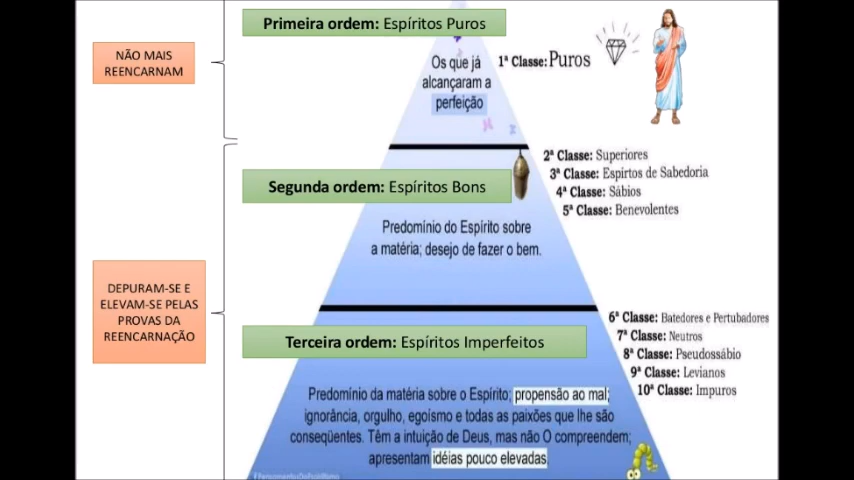 Primeira ordem: Espíritos Puros
NÃO MAIS
REENCARNAM
Os que já
alcançaram a
perfeição
1ª Classe: Puros
2ª Classe: Superiores
3ª Classe: Espirtos de Sabedoria
4ª Classe: Sábios
5ª Classe: Benevolentes
Segunda ordem: Espíritos Bons
Predomínio do Espírito sobre
a matéria; desejo de fazer o bem.
DEPURAM-SE E
ELEVAM-SE PELAS
PROVAS DA
REENCARNAÇÃO
6ª Classe: Batedores e Pertubadores
7ª Classe: Neutros
8ª Classe: Pseudossábio
9ª Classe: Levianos
10ª Classe: Impuros
Terceira ordem: Espíritos Imperfeitos
Predomínio da matéria sobre o Espírito; propensão ao mal;
ignorância, orgulho, egoísmo e todas as paixões que lhe são
conseqüentes. Têm a intuição de Deus, mas não O compreendem;
apresentam idéias pouco elevadas.